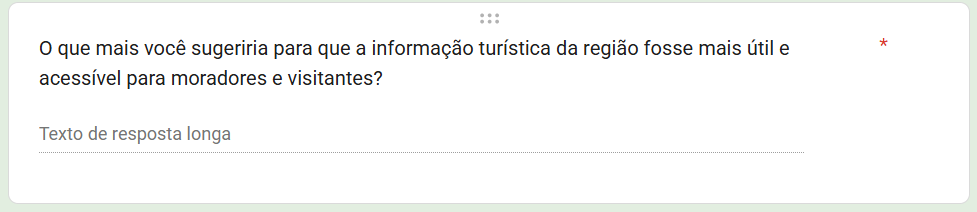 O que mais você sugeriria para que a informação turística da região fosse mais útil e
acessível para moradores e visitantes?
*
Texto de resposta longa